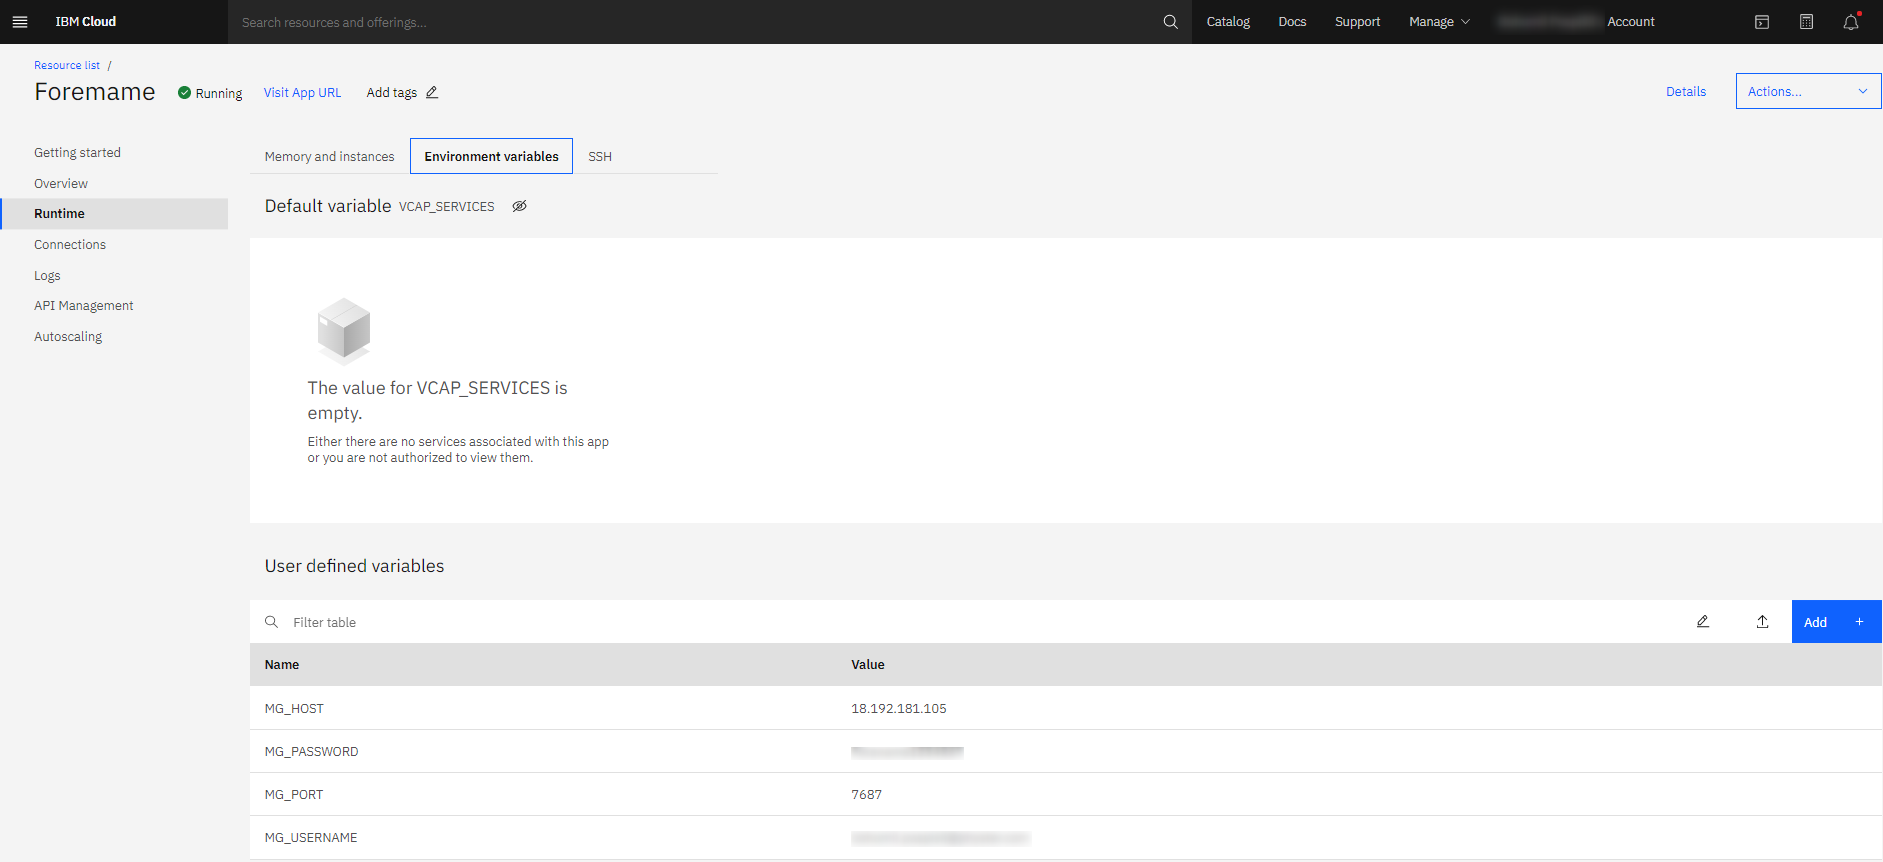 IBM Cloud
Search resources and offerings...
Catalog Docs Support Manage Account
Resource list /
Foremame Running Visit App URL Add tags
Details Actions...
Getting started
Overview
Runtime
Connections
Logs
API Management
Autoscaling
Memory and instances Environment variables SSH
Default variable VCAP_SERVICES
The value for VCAP_SERVICES is
empty.
Either there are no services associated with this app
or you are not authorized to view them.
User defined variables
Filter table
Add +
Name Value
MG_HOST 18.192.181.105
MG_PASSWORD
MG_PORT 7687
MG_USERNAME